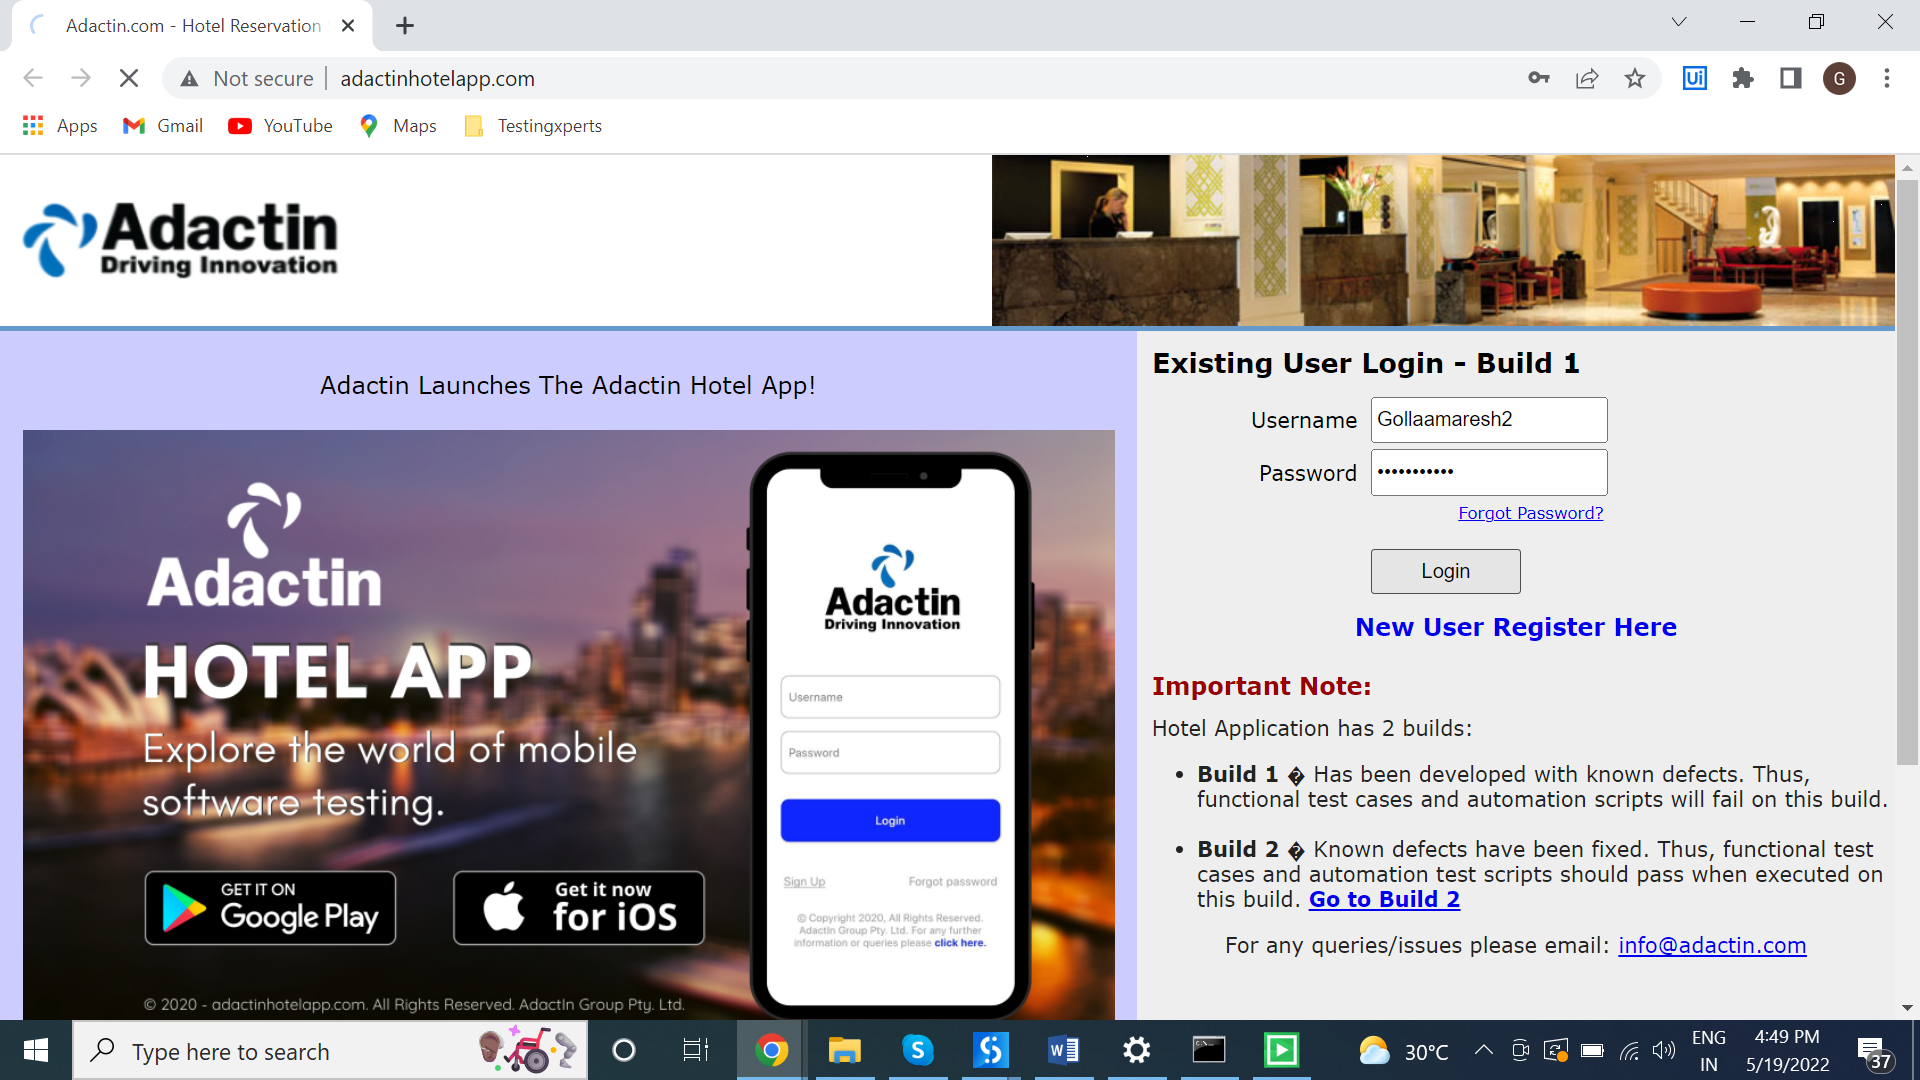 Adactin.com - Hotel Reservation
Not secure
adactinhotelapp.com
Ui
G
Apps
Gmail
YouTube
Maps
Testingxperts
Adactin
Driving Innovation
Adactin Launches The Adactin Hotel App!
Adactin
HOTEL APP
Explore the world of mobile
software testing.
GET IT ON
Google Play
Get it now
for iOS
© 2020 - adactinhotelapp.com. All Rights Reserved. AdactIn Group Pty. Ltd.
Adactin
Driving Innovation
Username
Password
Login
Sign Up
Forgot password
© Copyright 2020, All Rights Reserved.
AdactIn Group Pty. Ltd. For any further
information or queries please click here.
Existing User Login - Build 1
Username
Gollaamaresh2
Password
•••••••••••
Forgot Password?
Login
New User Register Here
Important Note:
Hotel Application has 2 builds:
• Build 1 � Has been developed with known defects. Thus,
functional test cases and automation scripts will fail on this build.
• Build 2 � Known defects have been fixed. Thus, functional test
cases and automation test scripts should pass when executed on
this build. Go to Build 2
For any queries/issues please email: info@adactin.com
Type here to search
30°C
ENG
IN
4:49 PM
5/19/2022
37